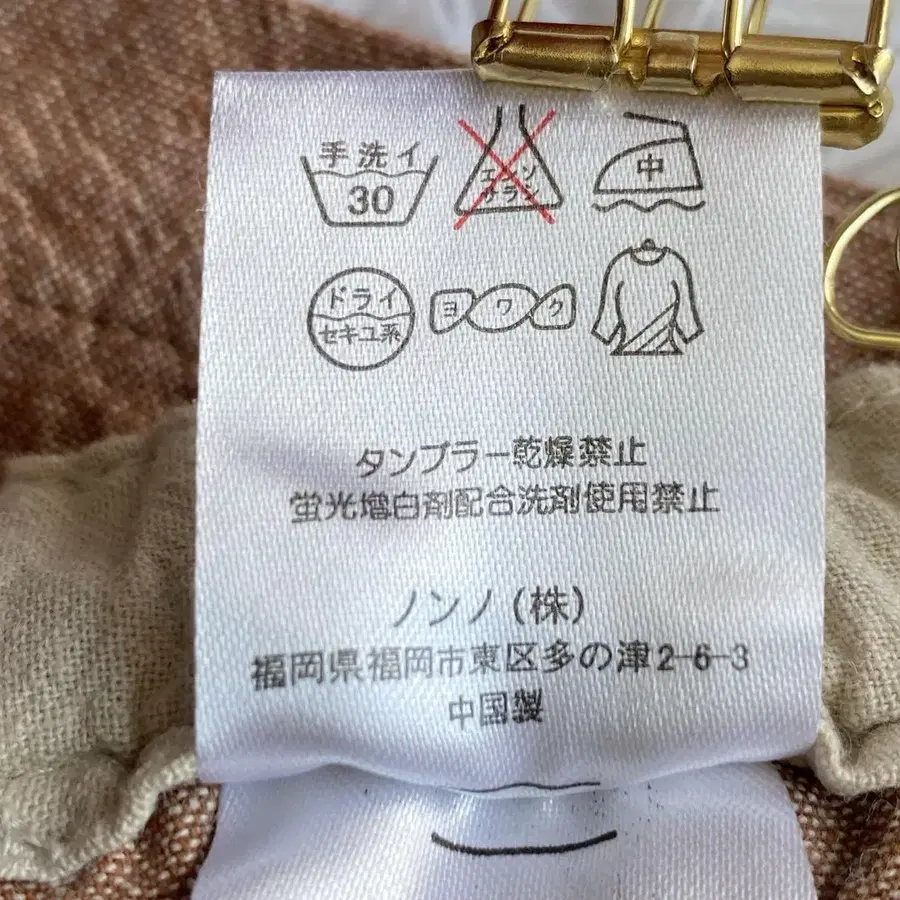 手洗イ
30
エンソ
サラシ
中
ドライ
セキユ系
ヨワク
タンブラー乾燥禁止
蛍光増白剤配合洗剤使用禁止
ノンノ(株)
福岡県福岡市東区多の津2-6-3
中国製